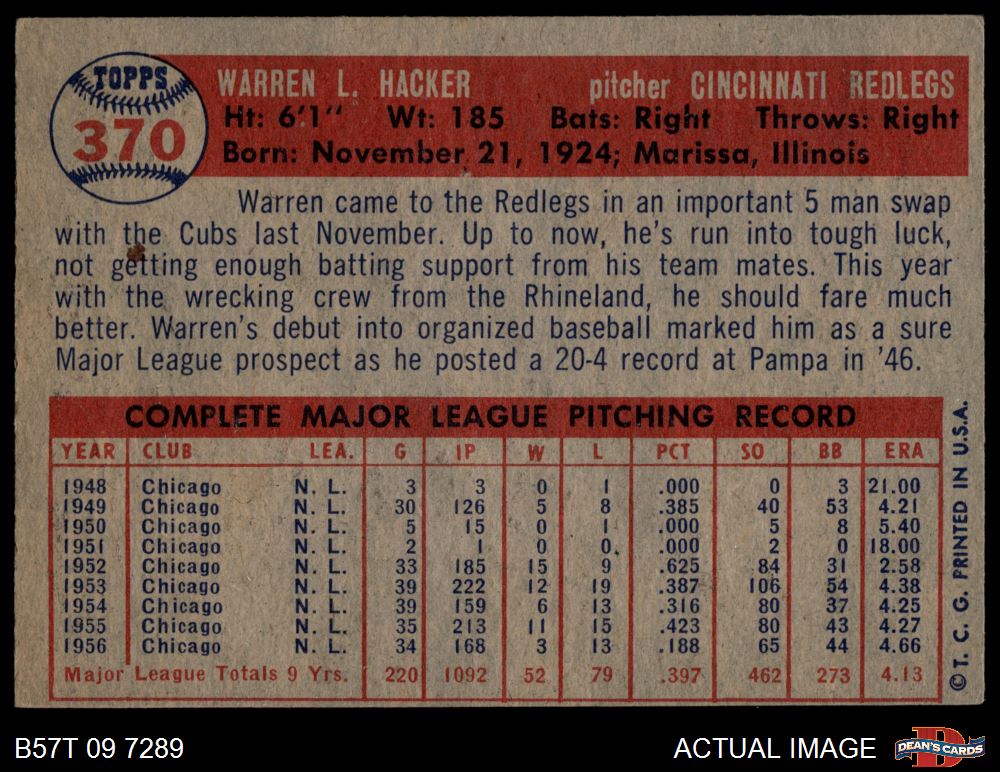 TOPPS
370
WARREN L. HACKER pitcher CINCINNATI REDLEGS
Ht: 6'1" Wt: 185 Bats: Right Throws: Right
Born: November 21, 1924; Marissa, Illinois
Warren came to the Redlegs in an important 5 man swap
with the Cubs last November. Up to now, he's run into tough luck,
not getting enough batting support from his team mates. This year
with the wrecking crew from the Rhineland, he should fare much
better. Warren's debut into organized baseball marked him as a sure
Major League prospect as he posted a 20-4 record at Pampa in '46.
COMPLETE MAJOR LEAGUE PITCHING RECORD
YEAR CLUB LEA. G IP W L PCT SO BB ERA
1948 Chicago N. L. 3 3 0 1 .000 0 3 21.00
1949 Chicago N. L. 30 126 5 8 .385 40 53 4.21
1950 Chicago N. L. 5 15 0 1 .000 5 8 5.40
1951 Chicago N. L. 2 1 0 0 .000 2 0 18.00
1952 Chicago N. L. 33 185 15 9 .625 84 31 2.58
1953 Chicago N. L. 39 222 12 19 .387 106 54 4.38
1954 Chicago N. L. 39 159 6 13 .316 80 37 4.25
1955 Chicago N. L. 35 213 11 15 .423 80 43 4.27
1956 Chicago N. L. 34 168 3 13 .188 65 44 4.66
Major League Totals 9 Yrs. 220 1092 52 79 .397 462 273 4.13
© T. C. G. PRINTED IN U.S.A.
B57T 09 7289 ACTUAL IMAGE
DEAN'S CARDS